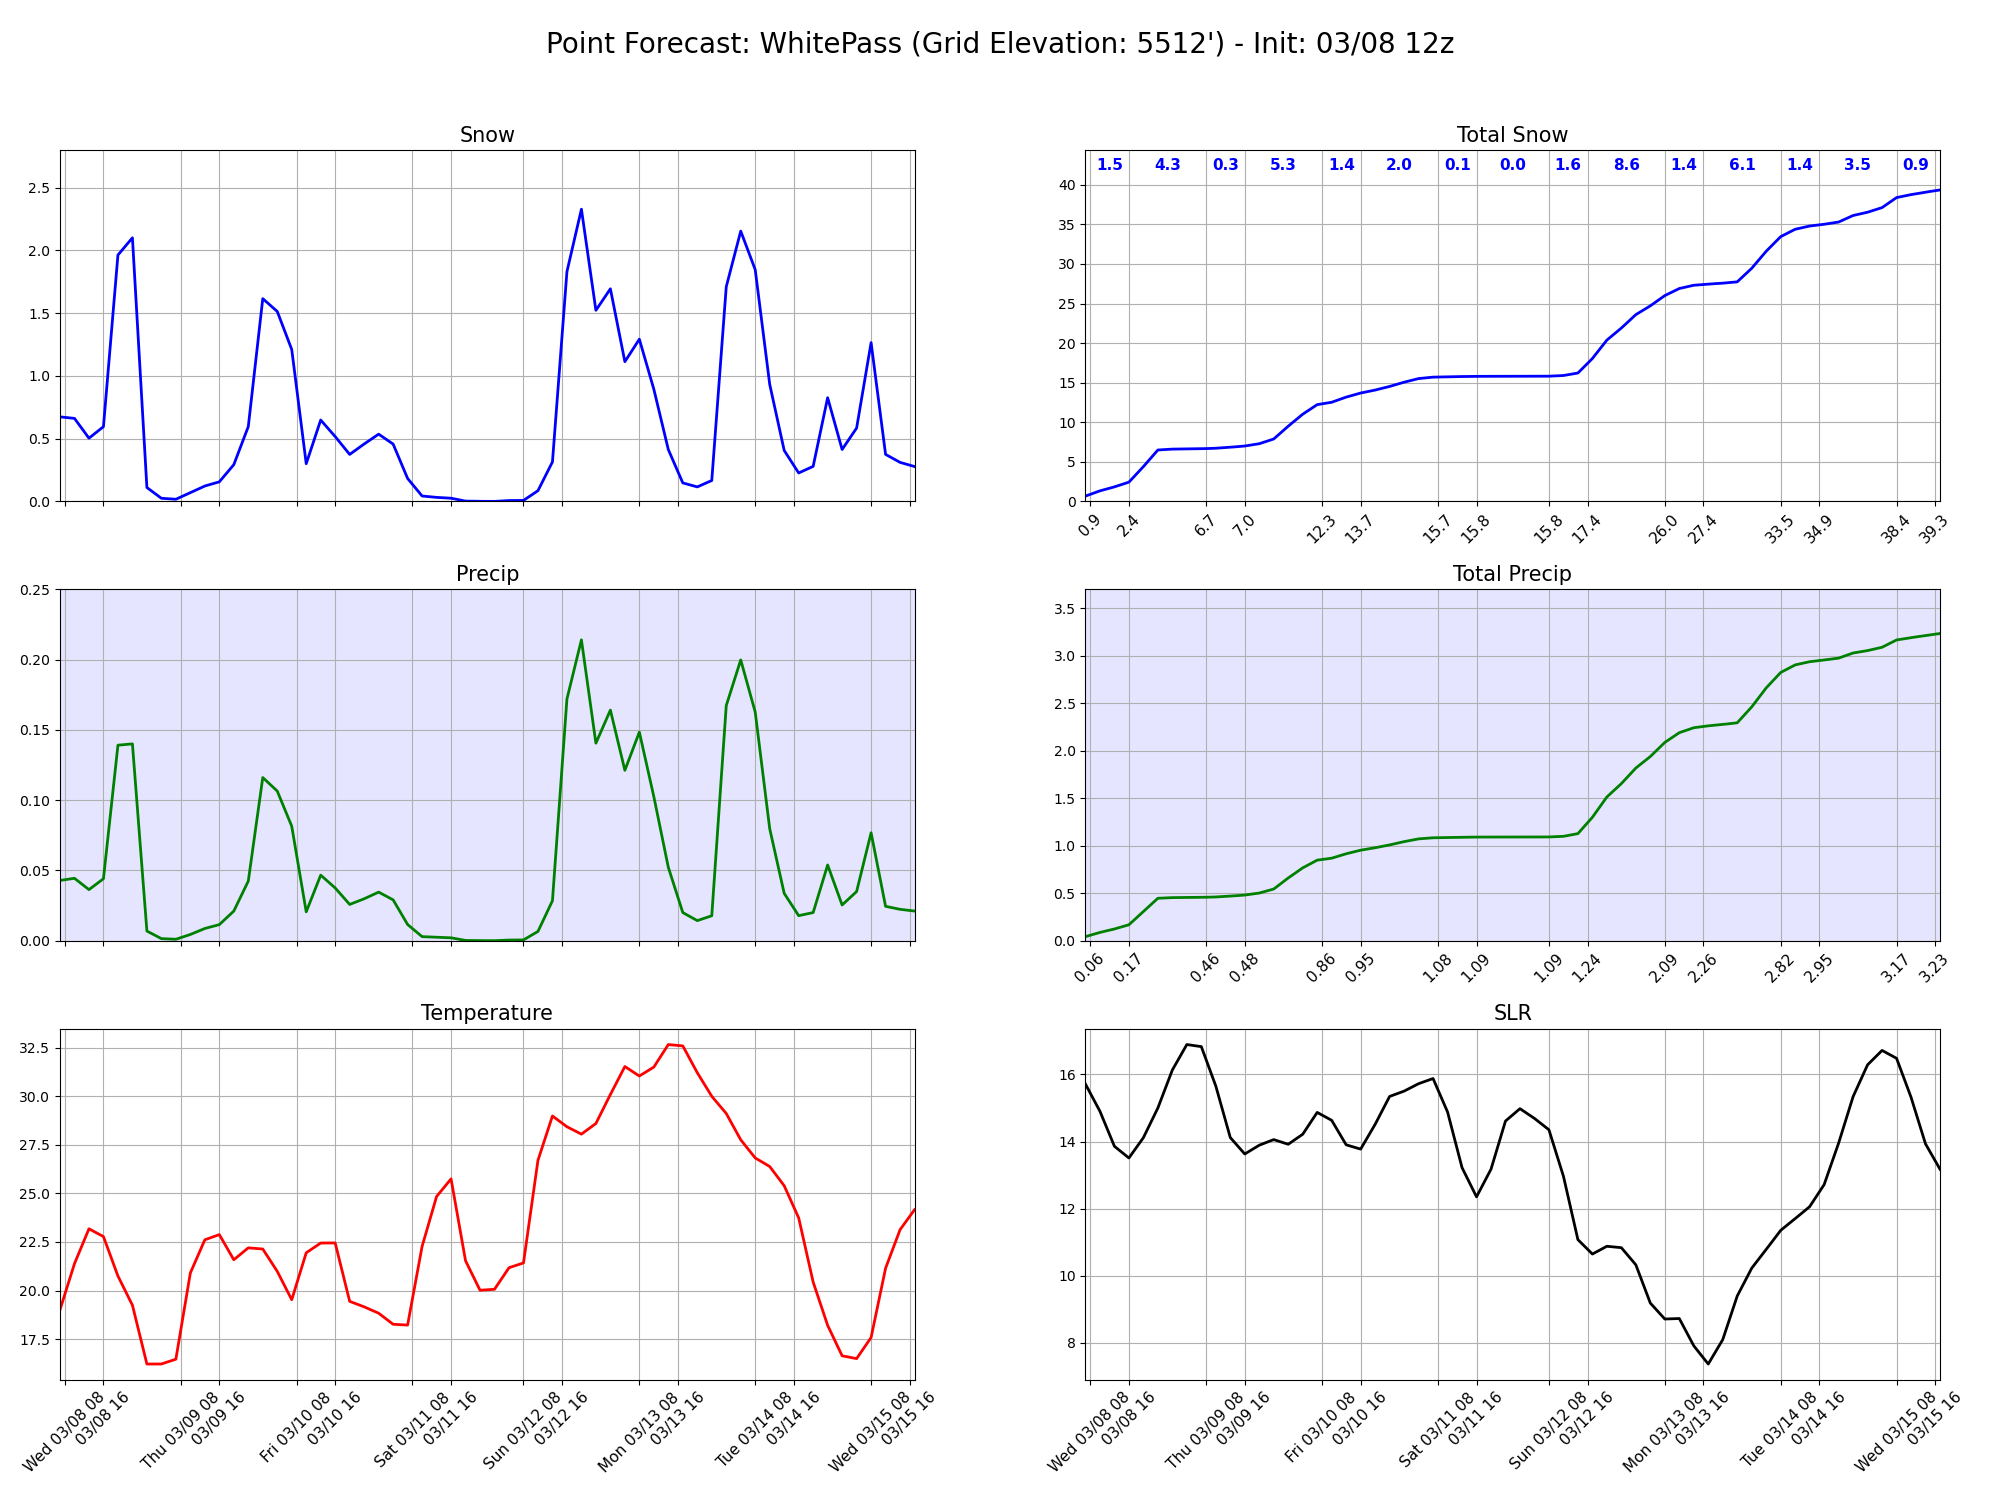 Point Forecast: WhitePass (Grid Elevation: 5512') - Init: 03/08 12z
Snow
2.5
2.0
1.5
1.0
0.5
0.0
Total Snow
1.5 4.3 0.3 5.3 1.4 2.0 0.1 0.0 1.6 8.6 1.4 6.1 1.4 3.5 0.9
40
35
30
25
20
15
10
5
0
0.9 2.4 6.7 7.0 12.3 13.7 15.7 15.8 15.8 17.4 26.0 27.4 33.5 34.9 38.4 39.3
Precip
0.25
0.20
0.15
0.10
0.05
0.00
Total Precip
3.5
3.0
2.5
2.0
1.5
1.0
0.5
0.0
0.06 0.17 0.46 0.48 0.86 0.95 1.08 1.09 1.09 1.24 2.09 2.26 2.82 2.95 3.17 3.23
Temperature
32.5
30.0
27.5
25.0
22.5
20.0
17.5
Wed 03/08 08
03/08 16
Thu 03/09 08
03/09 16
Fri 03/10 08
03/10 16
Sat 03/11 08
03/11 16
Sun 03/12 08
03/12 16
Mon 03/13 08
03/13 16
Tue 03/14 08
03/14 16
Wed 03/15 08
03/15 16
SLR
16
14
12
10
8
Wed 03/08 08
03/08 16
Thu 03/09 08
03/09 16
Fri 03/10 08
03/10 16
Sat 03/11 08
03/11 16
Sun 03/12 08
03/12 16
Mon 03/13 08
03/13 16
Tue 03/14 08
03/14 16
Wed 03/15 08
03/15 16